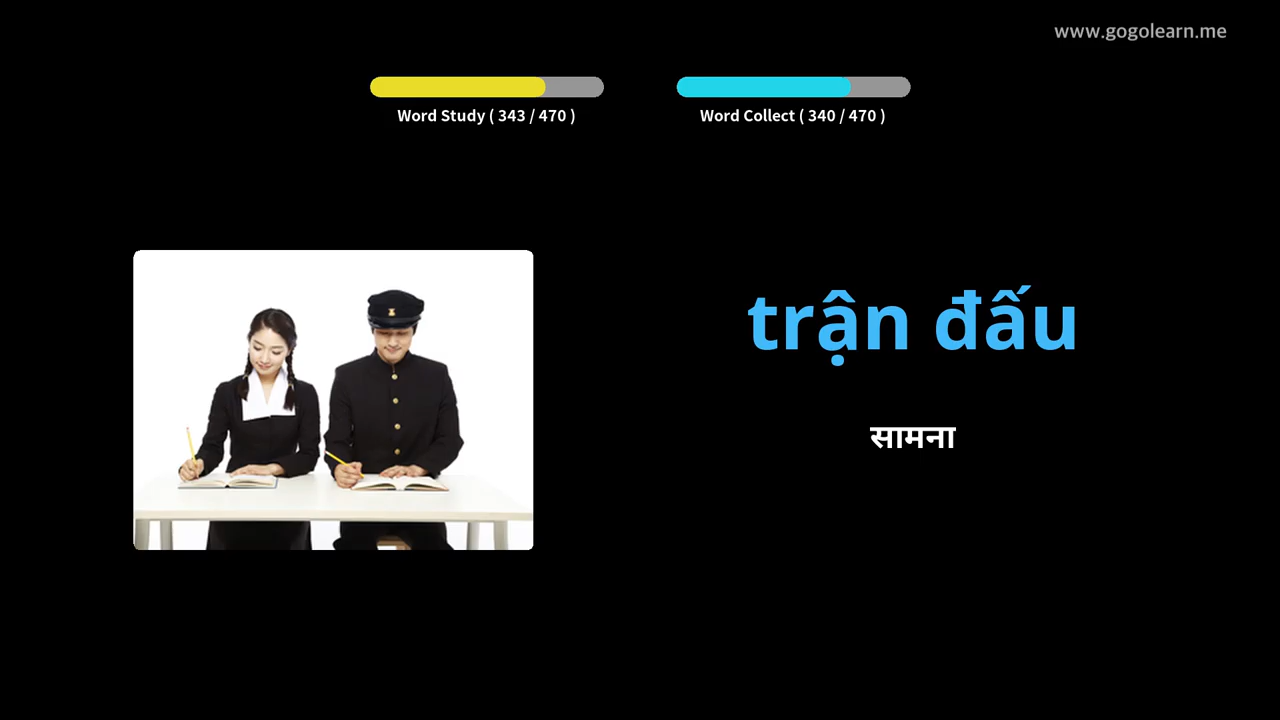 www.gogolearn.me
Word Study ( 343 / 470 )
Word Collect ( 340 / 470 )
trận đấu
सामना